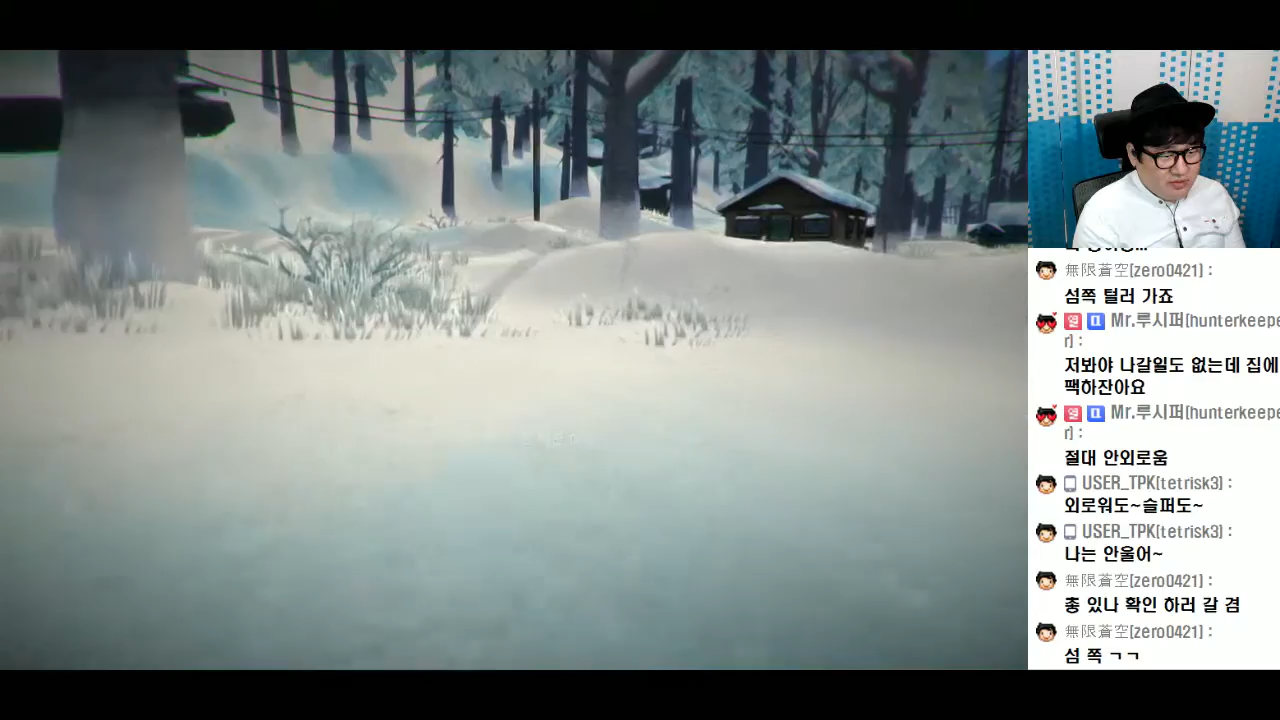 無限蒼空[zero0421] :
섬쪽 털러 가죠
열 Mr.루시퍼[hunterkeepe
r] :
저봐야 나갈일도 없는데 집에
팩하잔아요
열 Mr.루시퍼[hunterkeepe
r] :
절대 안외로움
USER_TPK[tetrisk3] :
외로워도~슬퍼도~
USER_TPK[tetrisk3] :
나는 안울어~
無限蒼空[zero0421] :
총 있나 확인 하러 갈 겸
無限蒼空[zero0421] :
섬 쪽 ㄱㄱ